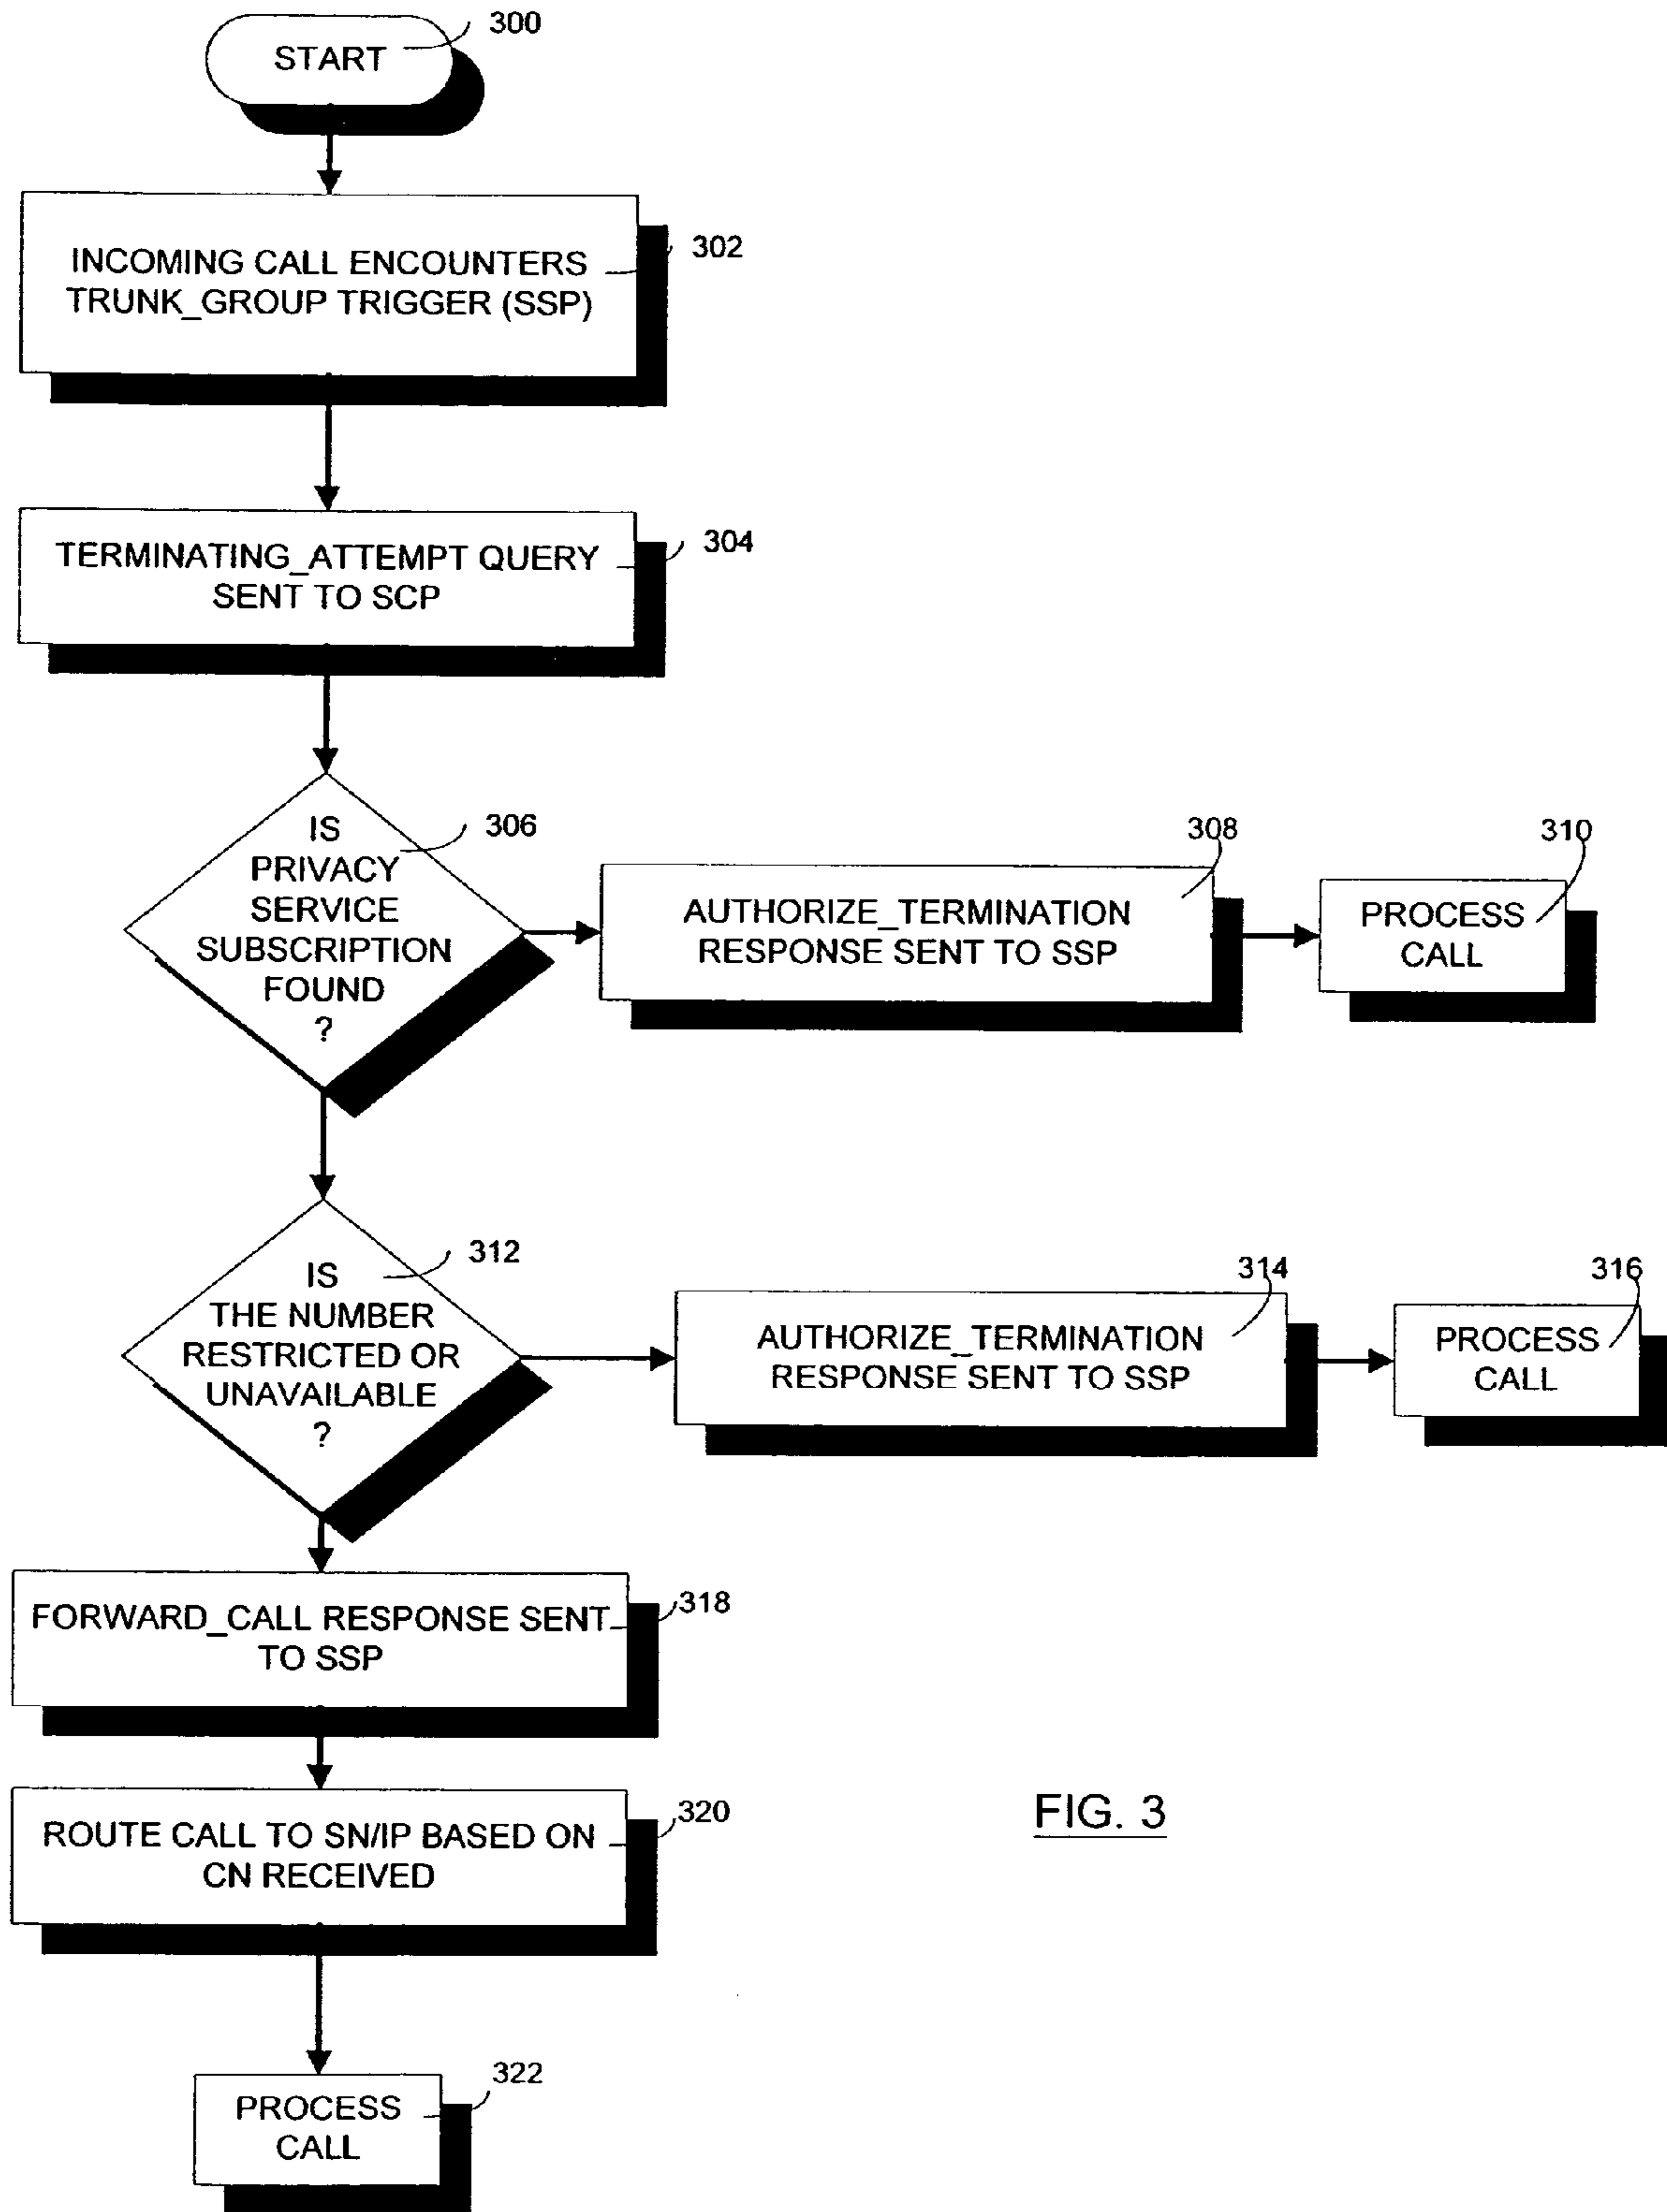 300
START
302
INCOMING CALL ENCOUNTERS
TRUNK_GROUP TRIGGER (SSP)
304
TERMINATING_ATTEMPT QUERY
SENT TO SCP
306
IS
PRIVACY
SERVICE
SUBSCRIPTION
FOUND
?
308
AUTHORIZE_TERMINATION
RESPONSE SENT TO SSP
310
PROCESS
CALL
312
IS
THE NUMBER
RESTRICTED OR
UNAVAILABLE
?
314
AUTHORIZE_TERMINATION
RESPONSE SENT TO SSP
316
PROCESS
CALL
318
FORWARD_CALL RESPONSE SENT
TO SSP
320
ROUTE CALL TO SN/IP BASED ON
CN RECEIVED
FIG. 3
322
PROCESS
CALL